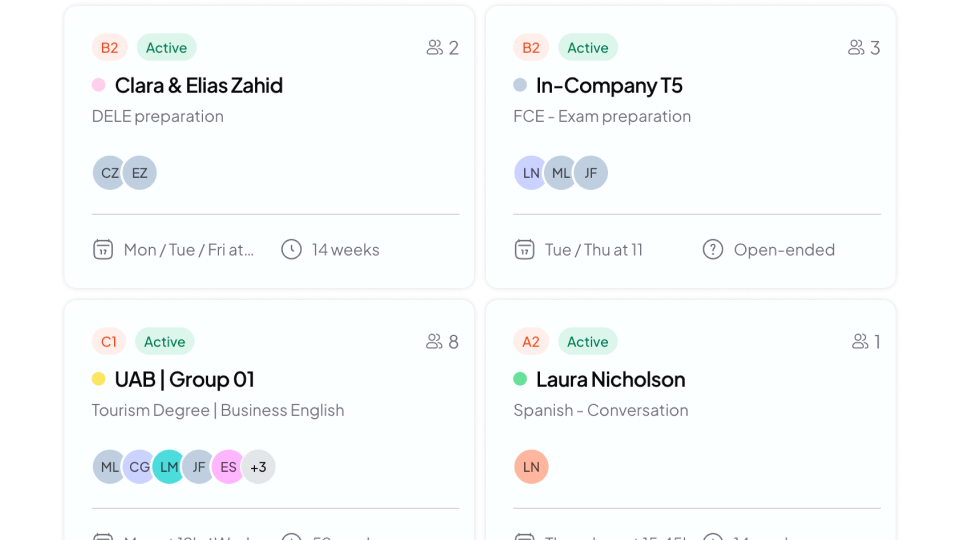 B2 Active 2
Clara & Elias Zahid
DELE preparation
CZ EZ
17 Mon / Tue / Fri at... 14 weeks
B2 Active 3
In-Company T5
FCE - Exam preparation
LN ML JF
17 Tue / Thu at 11 Open-ended
C1 Active 8
UAB | Group 01
Tourism Degree | Business English
ML CG LM JF ES +3
A2 Active 1
Laura Nicholson
Spanish - Conversation
LN